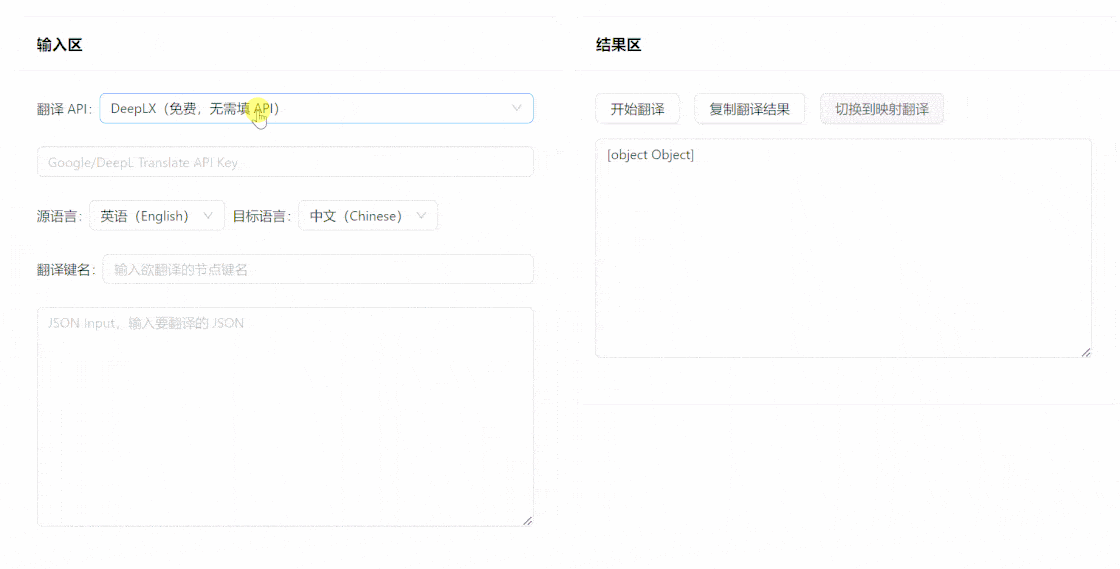 输入区
翻译 API： DeepLX（免费，无需填 API）
Google/DeepL Translate API Key
源语言： 英语（English） 目标语言： 中文（Chinese）
翻译键名： 输入欲翻译的节点键名
JSON Input，输入要翻译的 JSON
结果区
开始翻译 复制翻译结果 切换到映射翻译
[object Object]